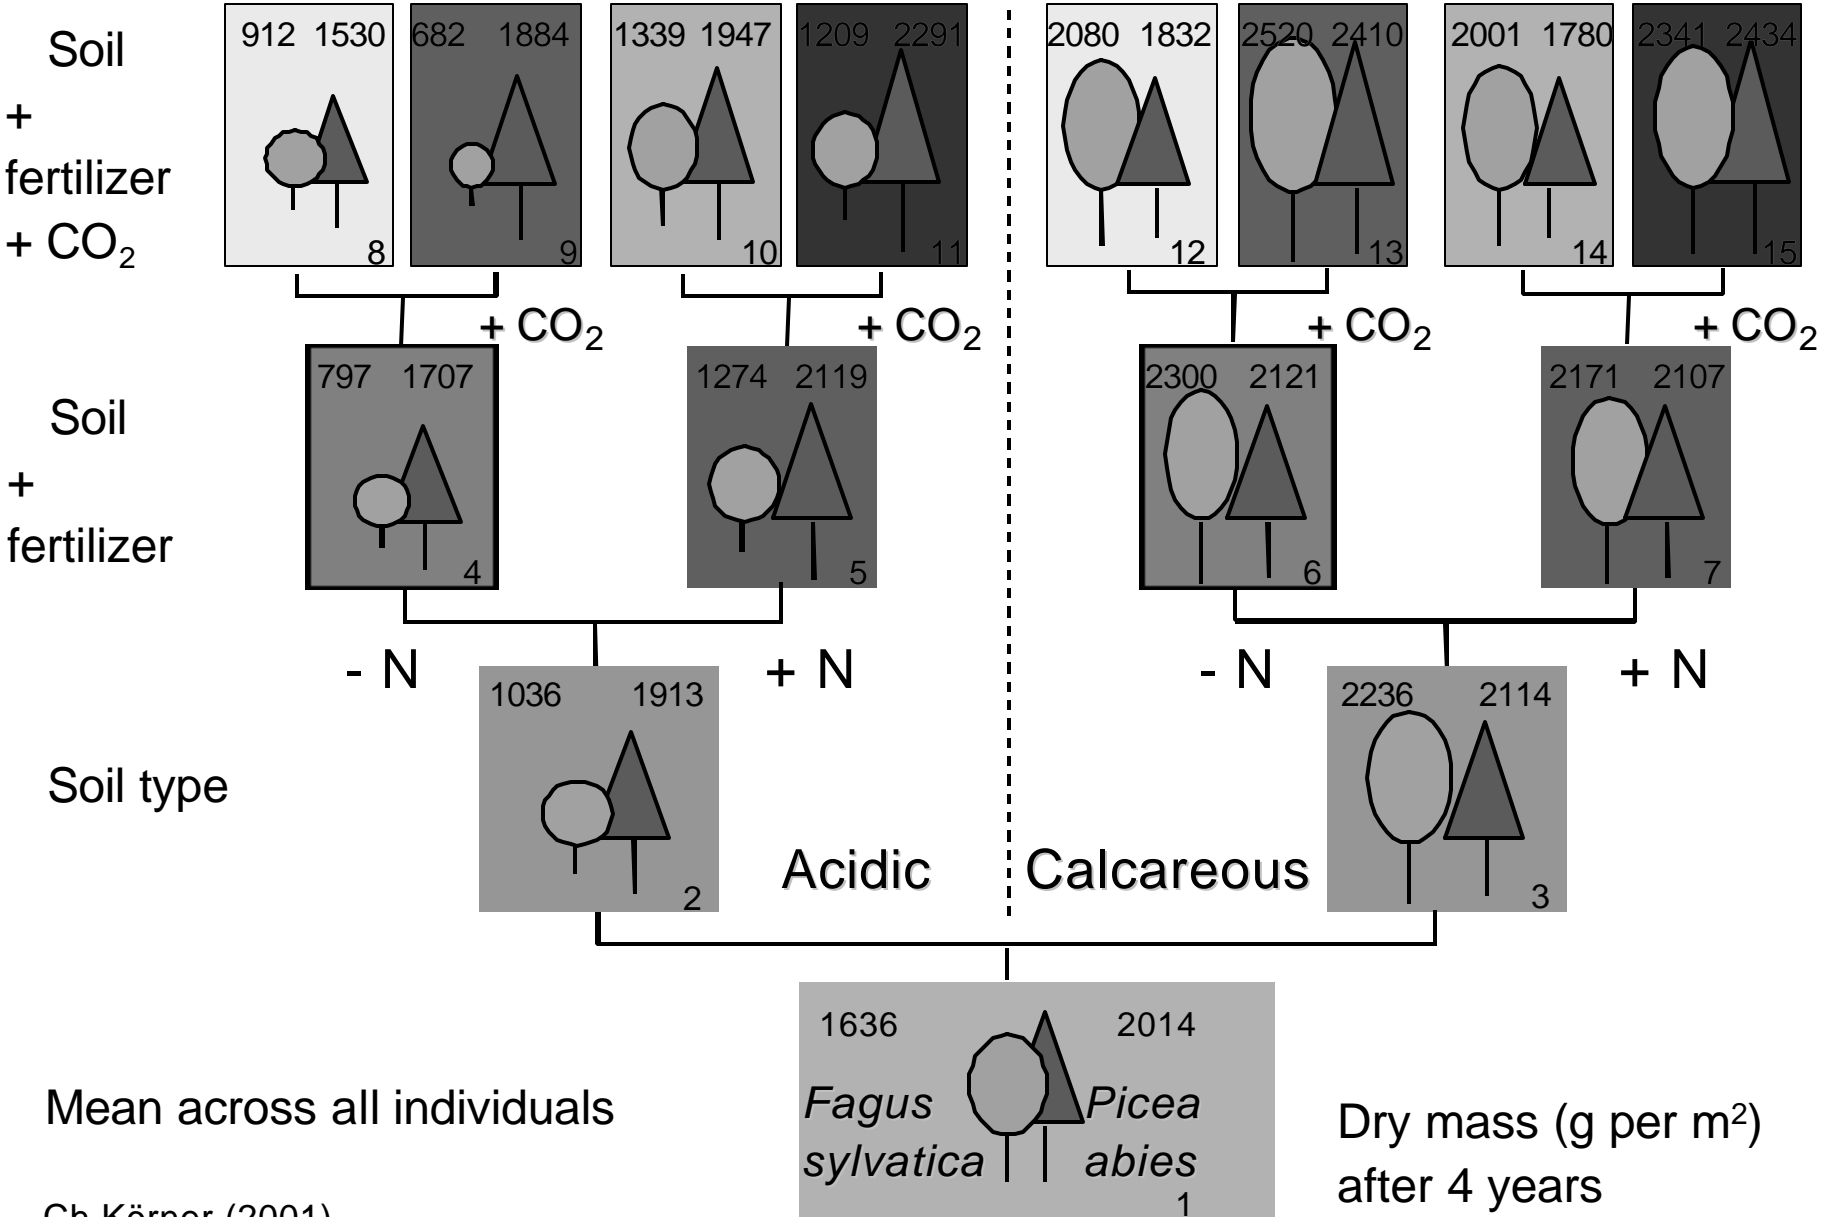 Soil
+
fertilizer
+ CO2
912 1530
8
682 1884
9
1339 1947
10
1209 2291
11
2080 1832
12
2520 2410
13
2001 1780
14
2341 2434
15
+ CO2
+ CO2
+ CO2
+ CO2
Soil
+
fertilizer
797 1707
4
1274 2119
5
2300 2121
6
2171 2107
7
- N
+ N
- N
+ N
Soil type
1036 1913
2
Acidic
Calcareous
2236 2114
3
Mean across all individuals
1636 2014
Fagus sylvatica
Picea abies
1
Dry mass (g per m2)
after 4 years
Ch Körner (2001)